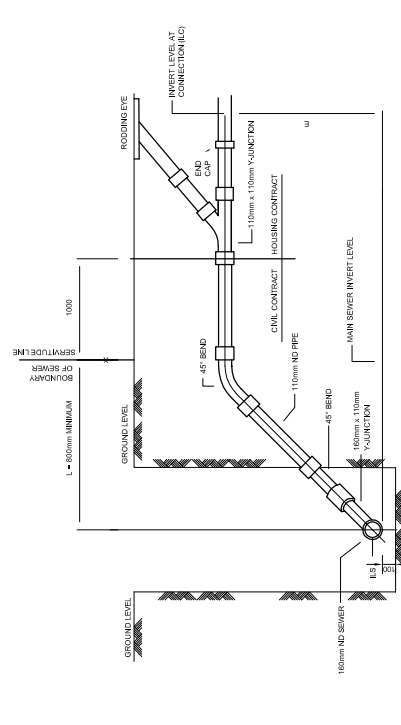 RODDING EYE
INVERT LEVEL AT
CONNECTION (ILC)
END
CAP
110mm x 110mm Y-JUNCTION
E
HOUSING CONTRACT
CIVIL CONTRACT
MAIN SEWER INVERT LEVEL
1000
SERVITUDE LINE
BOUNDARY
OF SEWER
X
L = 800mm MINIMUM
GROUND LEVEL
45° BEND
110mm ND PIPE
45° BEND
160mm x 110mm
Y-JUNCTION
ILS
100
160mm ND SEWER
GROUND LEVEL